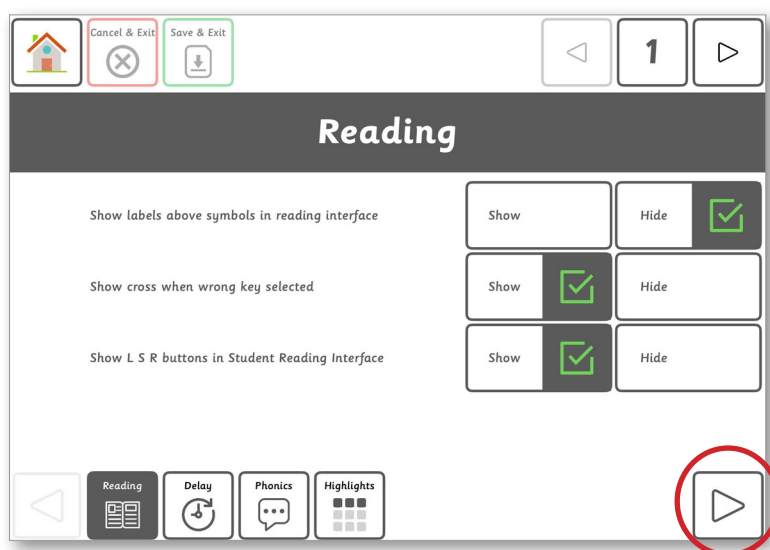 Cancel & Exit
Save & Exit
1
Reading
Show labels above symbols in reading interface
Show
Hide
Show cross when wrong key selected
Show
Hide
Show L S R buttons in Student Reading Interface
Show
Hide
Reading
Delay
Phonics
Highlights